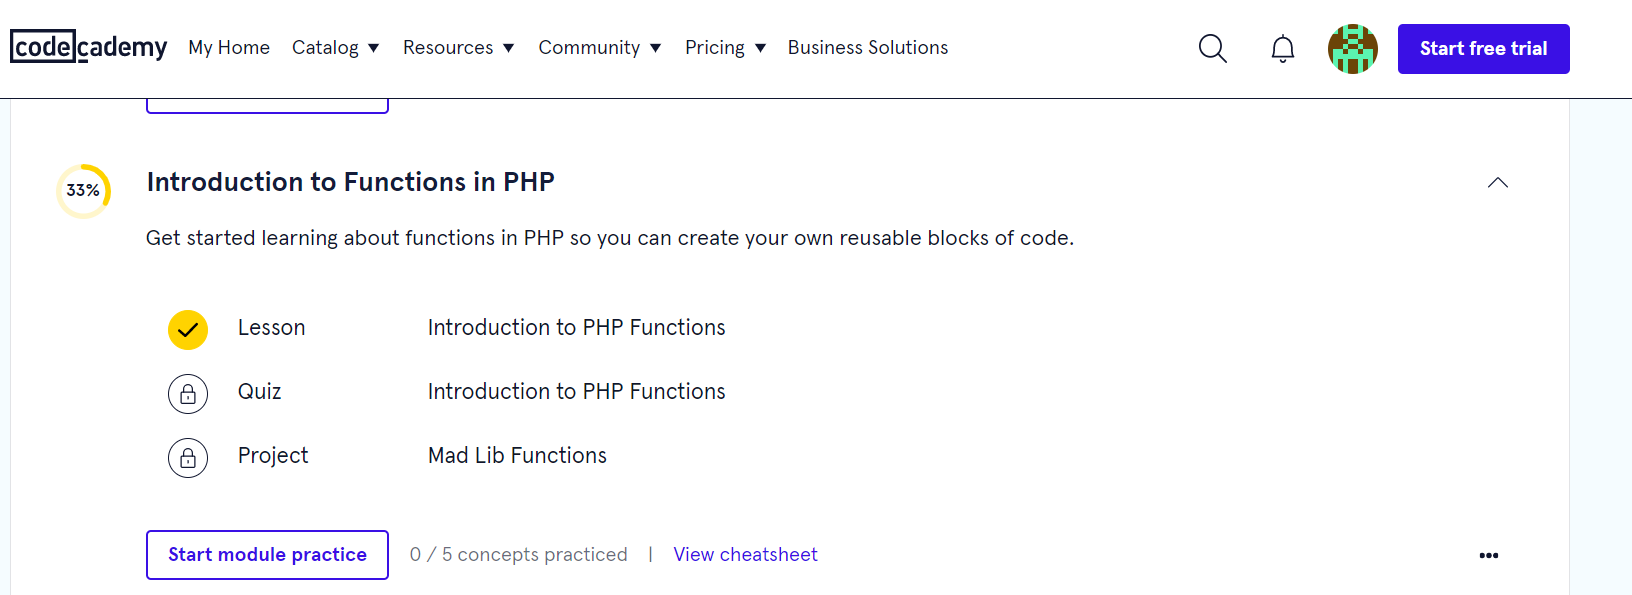 codecademy My Home Catalog Resources Community Pricing Business Solutions Start free trial
33% Introduction to Functions in PHP
Get started learning about functions in PHP so you can create your own reusable blocks of code.
Lesson Introduction to PHP Functions
Quiz Introduction to PHP Functions
Project Mad Lib Functions
Start module practice 0 / 5 concepts practiced | View cheatsheet